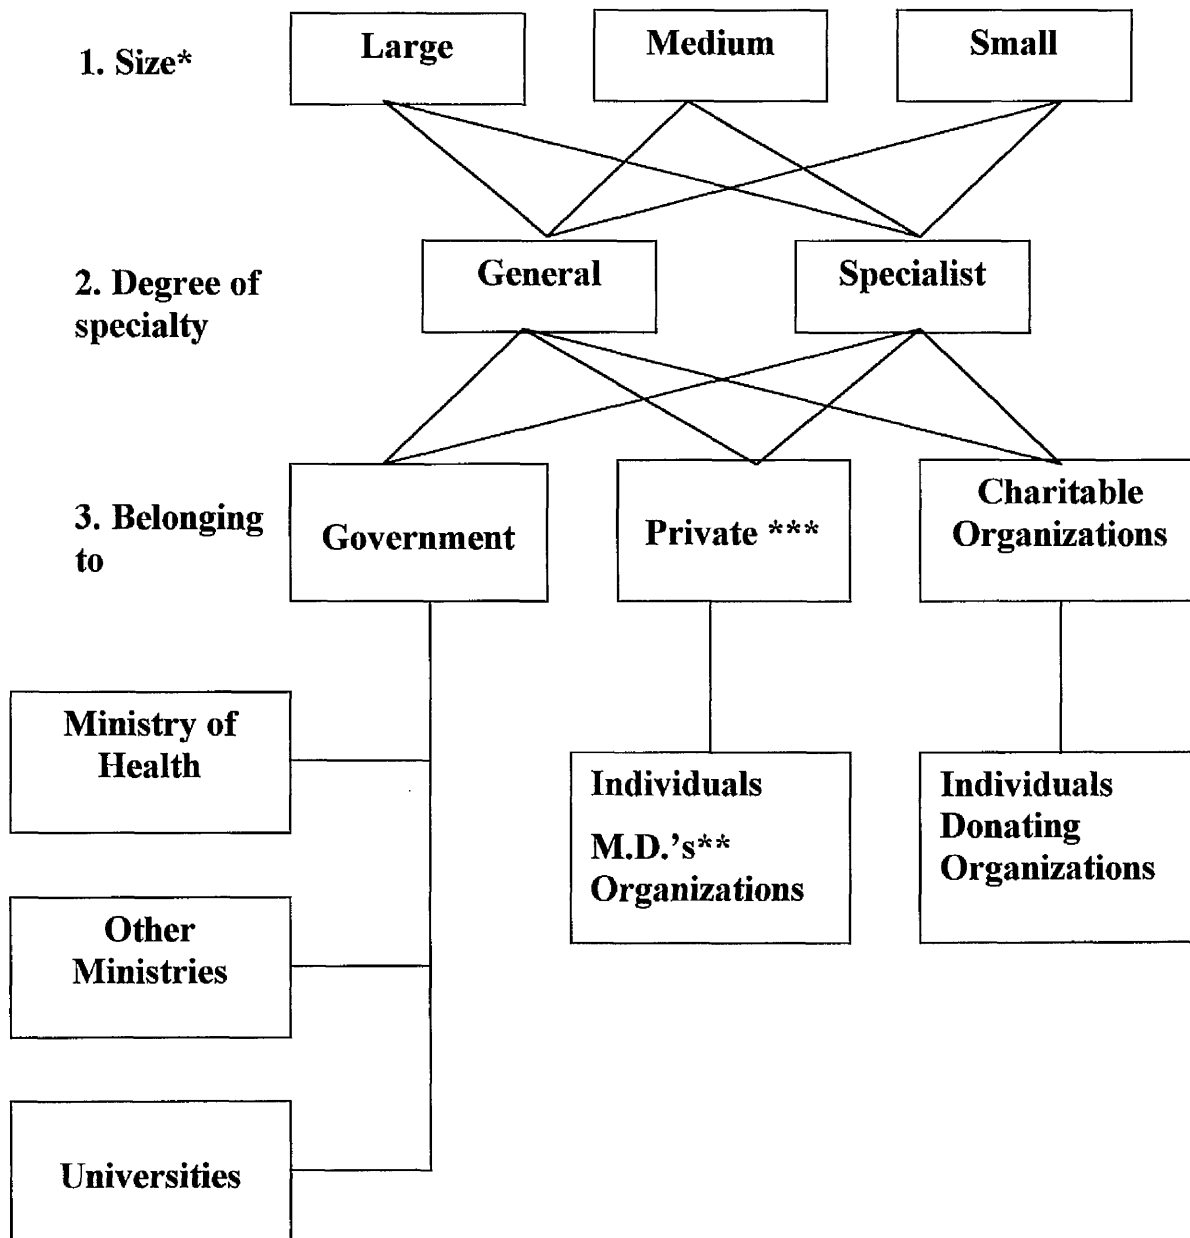 1. Size*
Large
Medium
Small
2. Degree of
specialty
General
Specialist
3. Belonging
to
Government
Private ***
Charitable
Organizations
Ministry of
Health
Individuals
M.D.'s**
Organizations
Individuals
Donating
Organizations
Other
Ministries
Universities